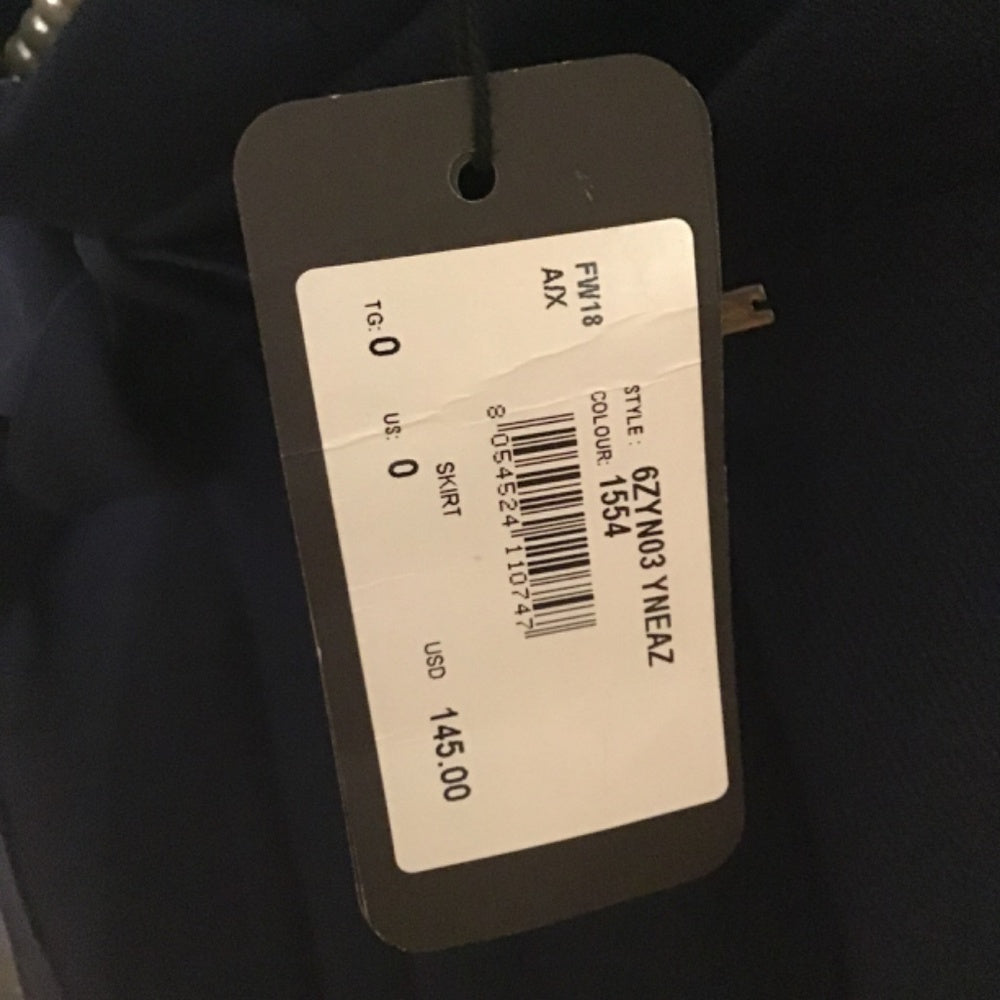 FW18
A/X
STYLE: 6ZYN03 YNEAZ
COLOUR: 1554
8 054524 110747
SKIRT
TG: 0 US: 0
USD 145.00